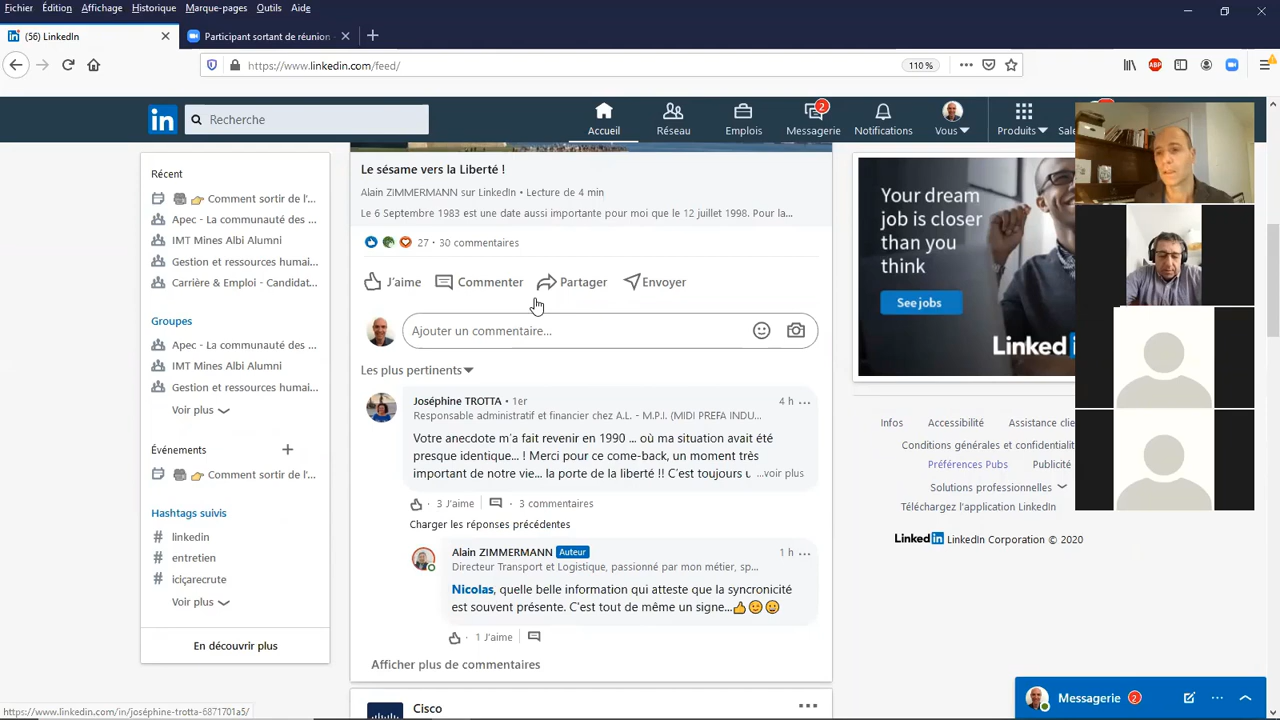 Fichier Édition Affichage Historique Marque-pages Outils Aide
(56) LinkedIn
Participant sortant de réunion -
https://www.linkedin.com/feed/
110 %
ABP
in
Recherche
Accueil
Réseau
Emplois
2
Messagerie
Notifications
Vous
Produits
Récent
Comment sortir de l'...
Apec - La communauté des ...
IMT Mines Albi Alumni
Gestion et ressources humai...
Carrière & Emploi - Candidat...
Groupes
Apec - La communauté des ...
IMT Mines Albi Alumni
Gestion et ressources humai...
Voir plus
Événements
Comment sortir de l'...
Hashtags suivis
# linkedin
# entretien
# iciçarecrute
Voir plus
En découvrir plus
Le sésame vers la Liberté !
Alain ZIMMERMANN sur LinkedIn • Lecture de 4 min
Le 6 Septembre 1983 est une date aussi importante pour moi que le 12 juillet 1998. Pour la...
27 · 30 commentaires
J'aime
Commenter
Partager
Envoyer
Ajouter un commentaire...
Les plus pertinents
Joséphine TROTTA • 1er
4 h ...
Responsable administratif et financier chez A.L. - M.P.I. (MIDI PREFA INDU...
Votre anecdote m'a fait revenir en 1990 ... où ma situation avait été
presque identique... ! Merci pour ce come-back, un moment très
important de notre vie... la porte de la liberté !! C'est toujours
...voir plus
· 3 J'aime
· 3 commentaires
Charger les réponses précédentes
Alain ZIMMERMANN Auteur
1 h ...
Directeur Transport et Logistique, passionné par mon métier, sp...
Nicolas, quelle belle information qui atteste que la syncronicité
est souvent présente. C'est tout de même un signe...👍😊😉
· 1 J'aime
Afficher plus de commentaires
Cisco
Your dream
job is closer
than you
think
See jobs
Linked
Infos
Accessibilité
Assistance clie
Conditions générales et confidentialit
Préférences Pubs
Publicité
Solutions professionnelles
Téléchargez l'application LinkedIn
Linkedin LinkedIn Corporation © 2020
Messagerie 2
https://www.linkedin.com/in/joséphine-trotta-6871701a5/